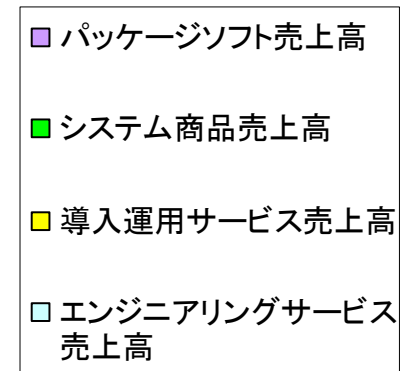 パッケージソフト売上高
システム商品売上高
導入運用サービス売上高
エンジニアリングサービス
売上高